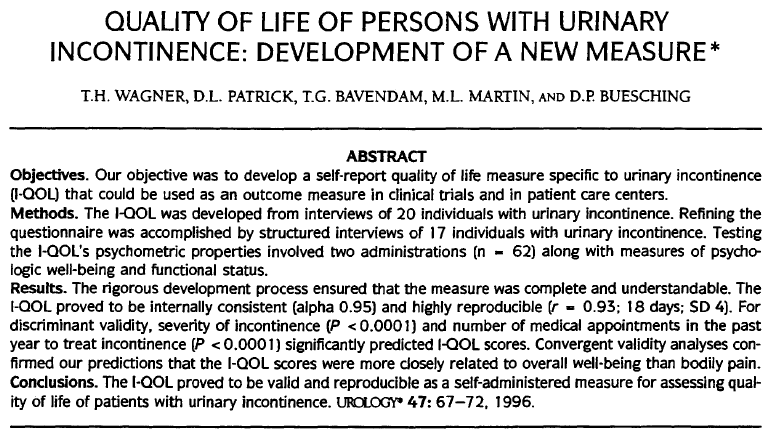 QUALITY OF LIFE OF PERSONS WITH URINARY
INCONTINENCE: DEVELOPMENT OF A NEW MEASURE*
T.H. WAGNER, D.L. PATRICK, T.G. BAVENDAM, M.L. MARTIN, AND D.P. BUESCHING
ABSTRACT
Objectives. Our objective was to develop a self-report quality of life measure specific to urinary incontinence
(I-QOL) that could be used as an outcome measure in clinical trials and in patient care centers.
Methods. The I-QOL was developed from interviews of 20 individuals with urinary incontinence. Refining the
questionnaire was accomplished by structured interviews of 17 individuals with urinary incontinence. Testing
the I-QOL's psychometric properties involved two administrations (n = 62) along with measures of psycho-
logic well-being and functional status.
Results. The rigorous development process ensured that the measure was complete and understandable. The
I-QOL proved to be internally consistent (alpha 0.95) and highly reproducible (r = 0.93; 18 days; SD 4). For
discriminant validity, severity of incontinence (P <0.0001) and number of medical appointments in the past
year to treat incontinence (P <0.0001) significantly predicted I-QOL scores. Convergent validity analyses con-
firmed our predictions that the I-QOL scores were more closely related to overall well-being than bodily pain.
Conclusions. The I-QOL proved to be valid and reproducible as a self-administered measure for assessing qual-
ity of life of patients with urinary incontinence. UROLOGY® 47: 67–72, 1996.